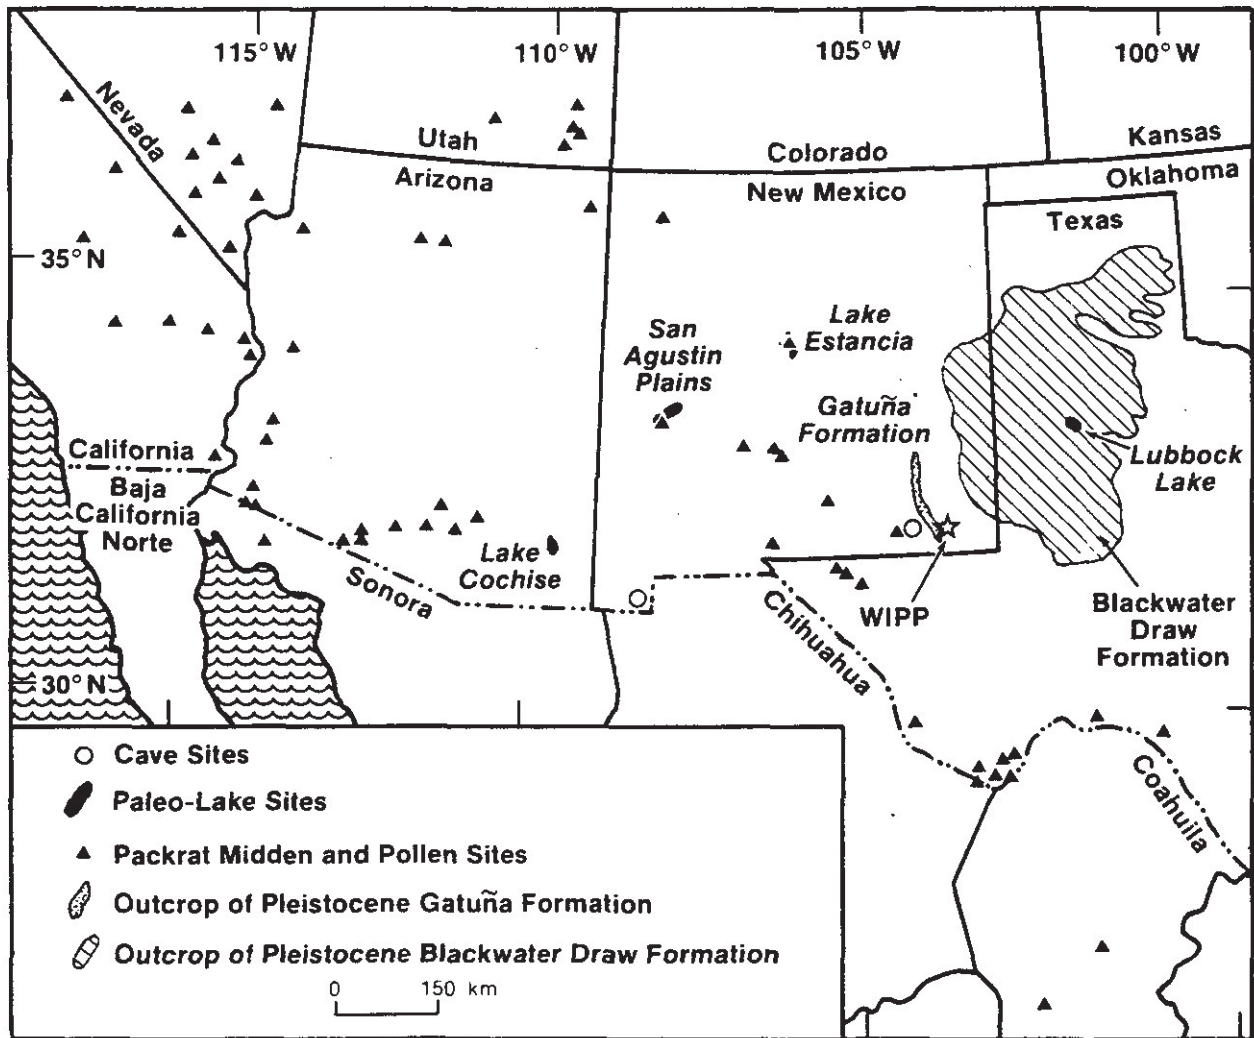 115°W
110°W
105°W
100°W
Nevada
Utah
Arizona
Colorado
New Mexico
Kansas
Oklahoma
Texas
35°N
San
Agustin
Plains
Lake
Estancia
Gatuña
Formation
Lubbock
Lake
California
Baja
California
Norte
Sonora
Lake
Cochise
Chihuahua
WIPP
Blackwater
Draw
Formation
30°N
Coahuila
Cave Sites
Paleo-Lake Sites
Packrat Midden and Pollen Sites
Outcrop of Pleistocene Gatuña Formation
Outcrop of Pleistocene Blackwater Draw Formation
0 150 km